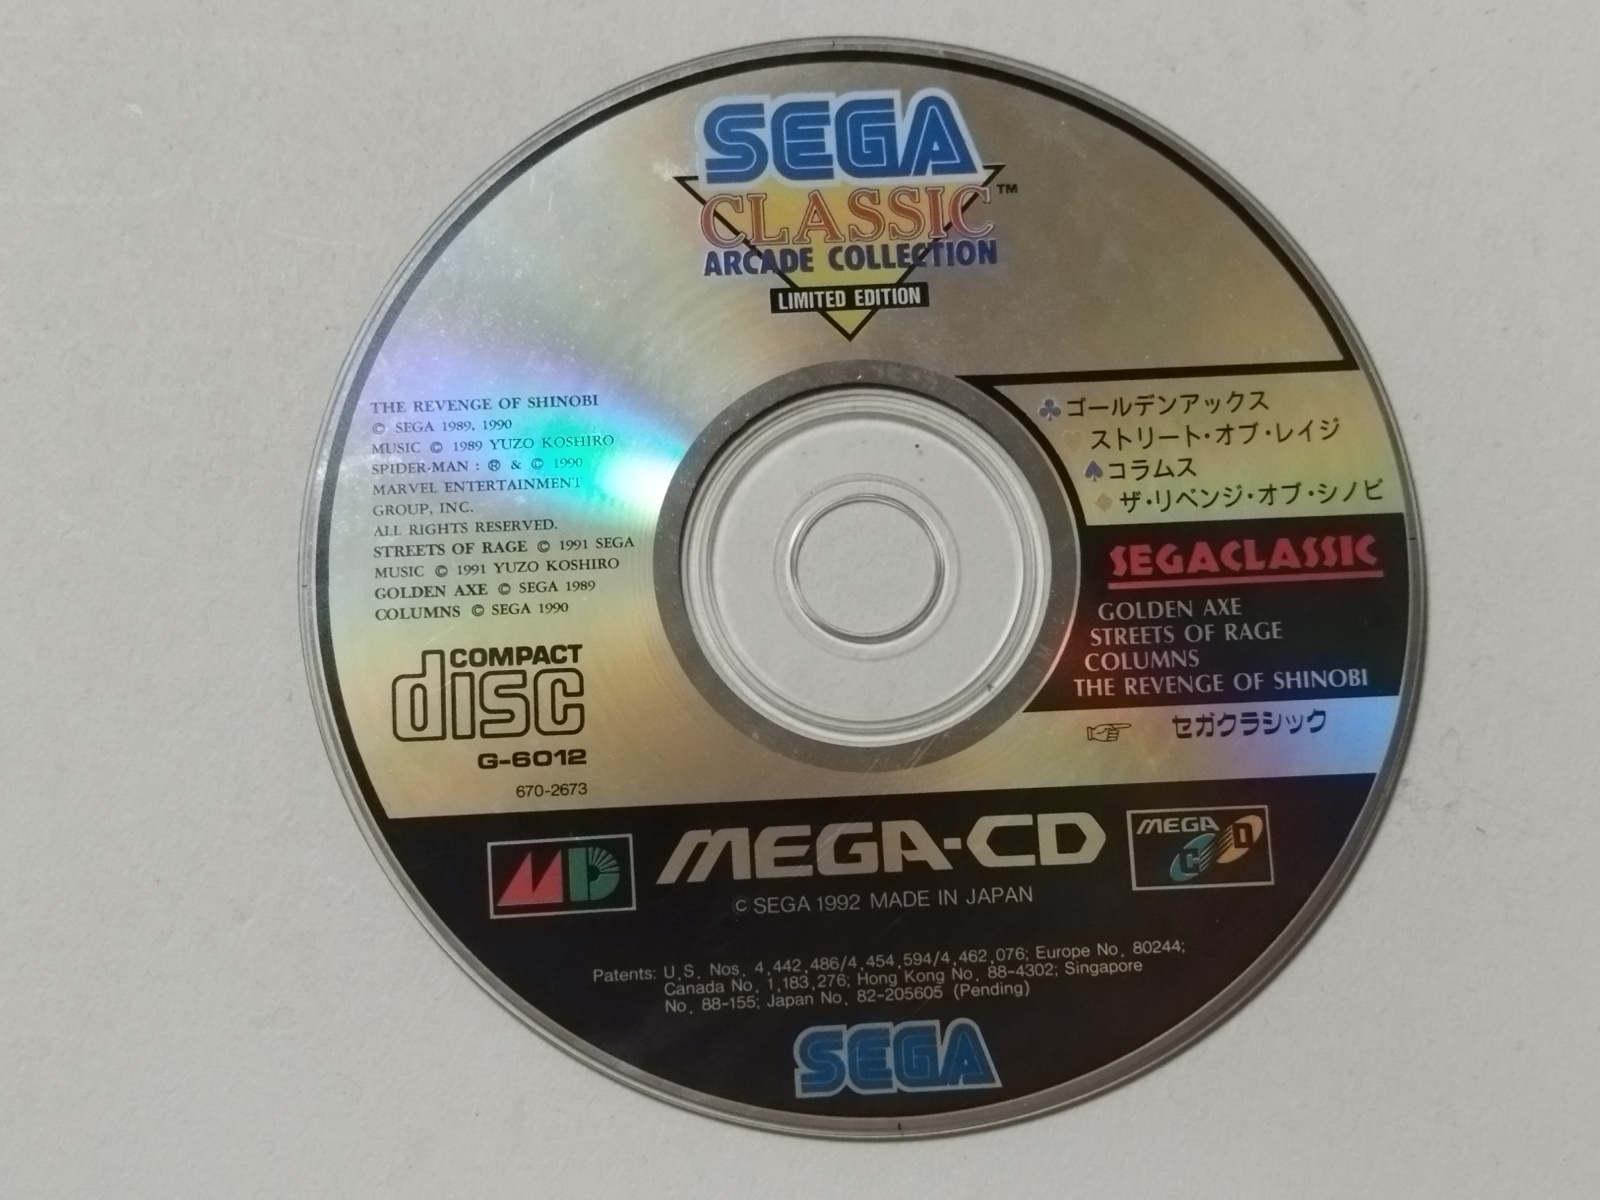 SEGA
CLASSIC™
ARCADE COLLECTION
LIMITED EDITION
THE REVENGE OF SHINOBI
© SEGA 1989, 1990
MUSIC © 1989 YUZO KOSHIRO
SPIDER-MAN : ® & © 1990
MARVEL ENTERTAINMENT
GROUP, INC.
ALL RIGHTS RESERVED.
STREETS OF RAGE © 1991 SEGA
MUSIC © 1991 YUZO KOSHIRO
GOLDEN AXE © SEGA 1989
COLUMNS © SEGA 1990
COMPACT
disc
G-6012
670-2673
♣ゴールデンアックス
♡ストリート・オブ・レイジ
♠コラムス
◆ザ・リベンジ・オブ・シノビ
SEGACLASSIC
GOLDEN AXE
STREETS OF RAGE
COLUMNS
THE REVENGE OF SHINOBI
☞ セガクラシック
MD
MEGA-CD
MEGA
CD
© SEGA 1992 MADE IN JAPAN
Patents: U.S. Nos. 4,442,486/4,454,594/4,462,076; Europe No. 80244;
Canada No. 1,183,276; Hong Kong No. 88-4302; Singapore
No. 88-155; Japan No. 82-205605 (Pending)
SEGA